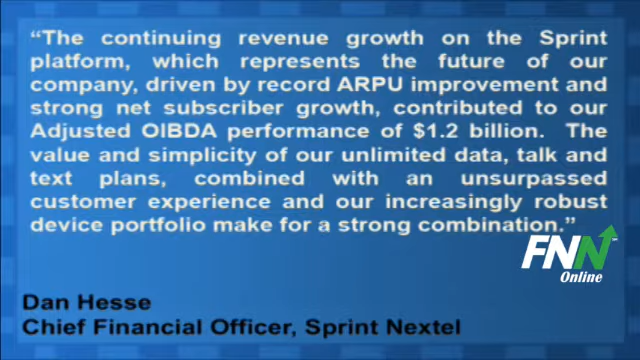 “The continuing revenue growth on the Sprint
platform, which represents the future of our
company, driven by record ARPU improvement and
strong net subscriber growth, contributed to our
Adjusted OIBDA performance of $1.2 billion. The
value and simplicity of our unlimited data, talk and
text plans, combined with an unsurpassed
customer experience and our increasingly robust
device portfolio make for a strong combination.”
FNN
Online
Dan Hesse
Chief Financial Officer, Sprint Nextel